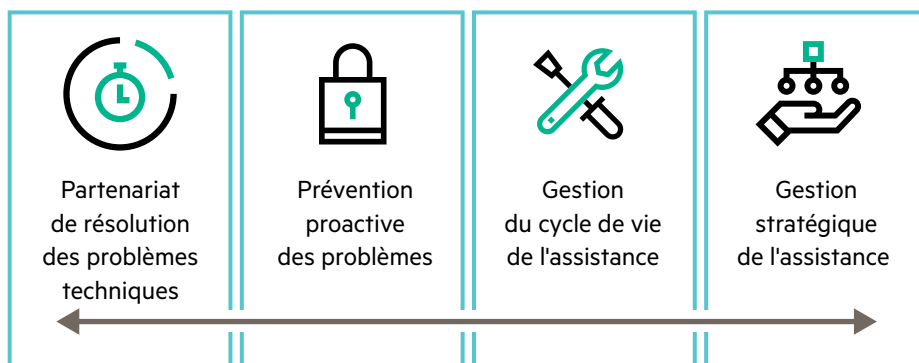 Partenariat
de résolution
des problèmes
techniques
Prévention
proactive
des problèmes
Gestion
du cycle de vie
de l'assistance
Gestion
stratégique
de l'assistance